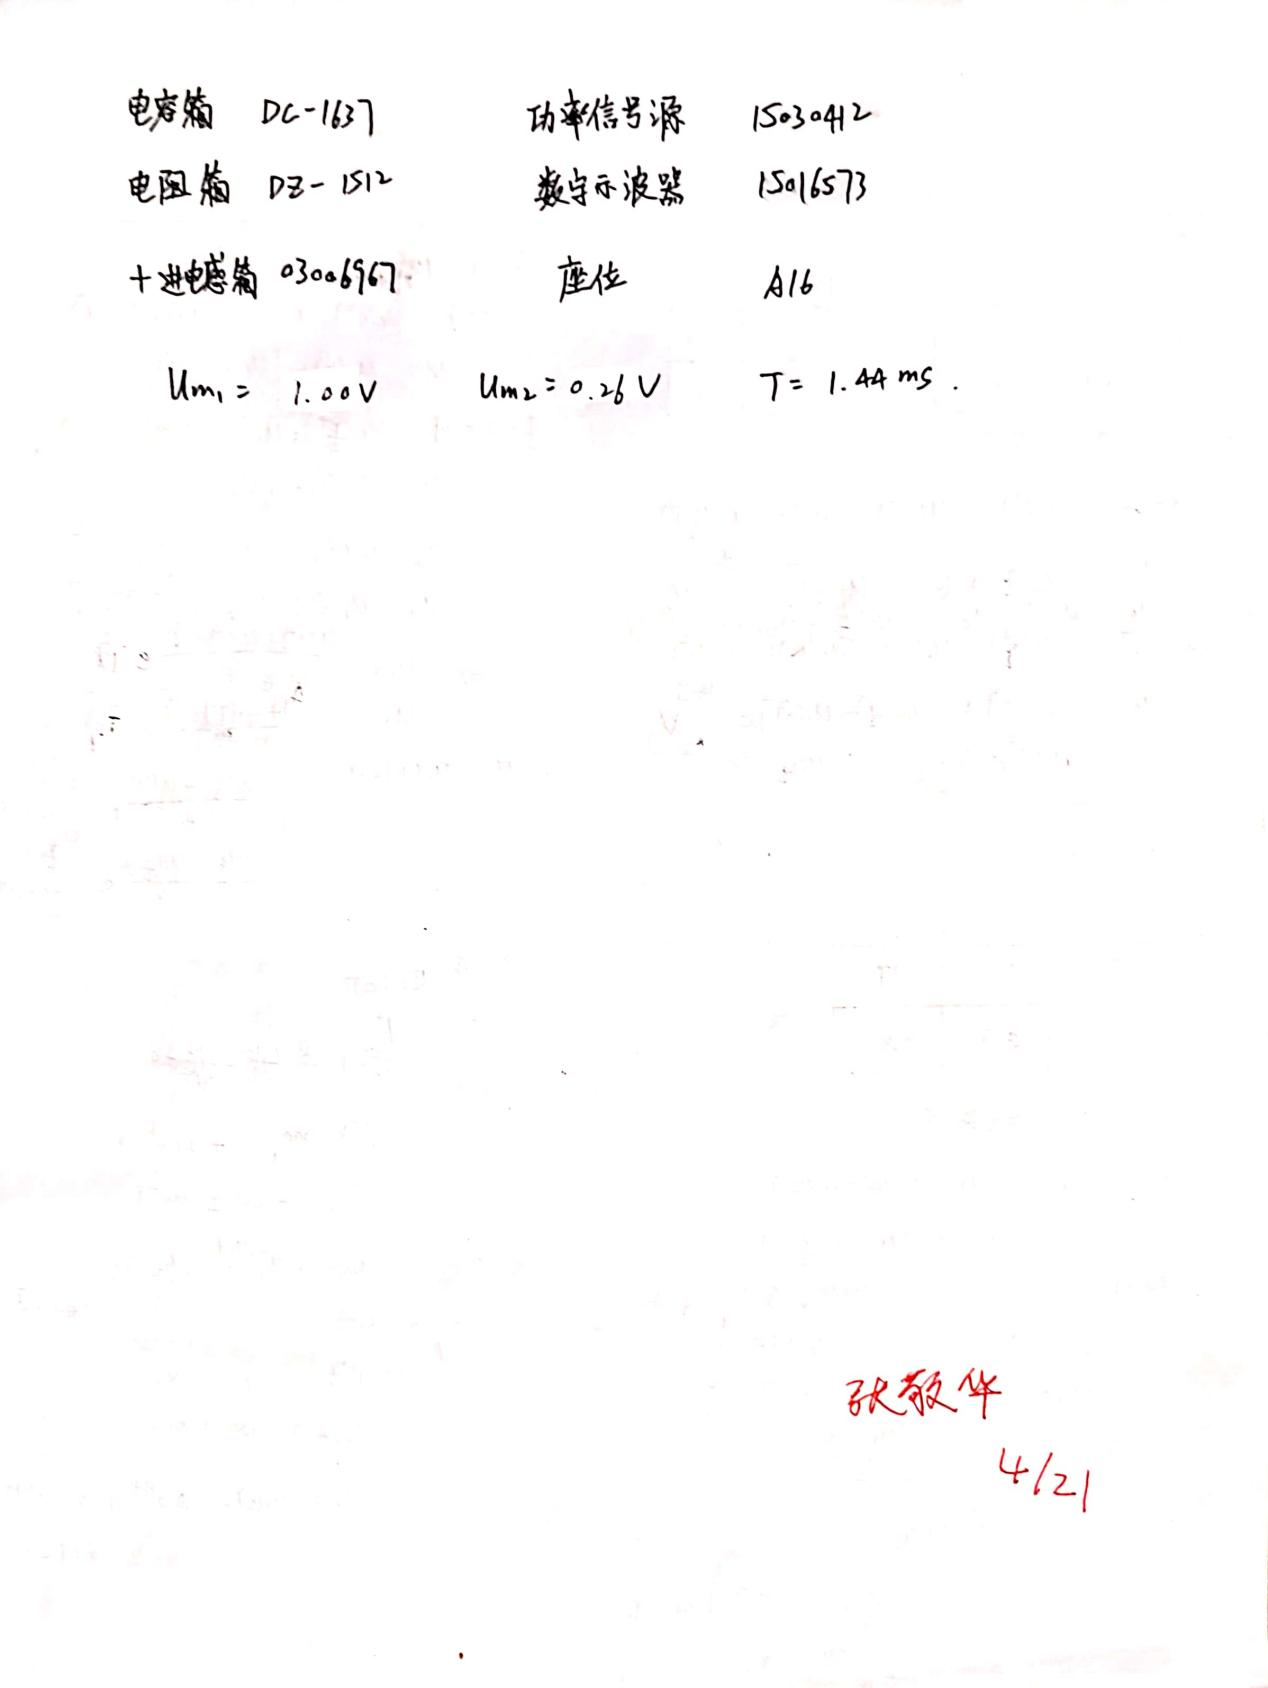 电容箱 DC-1637 功率信号源 15030412
电阻箱 DZ-1512 数字示波器 15016573
十进电感箱 03006967 座位 A16
Um₁= 1.00V Um₂=0.26V T= 1.44 ms.
张敬华
4/21